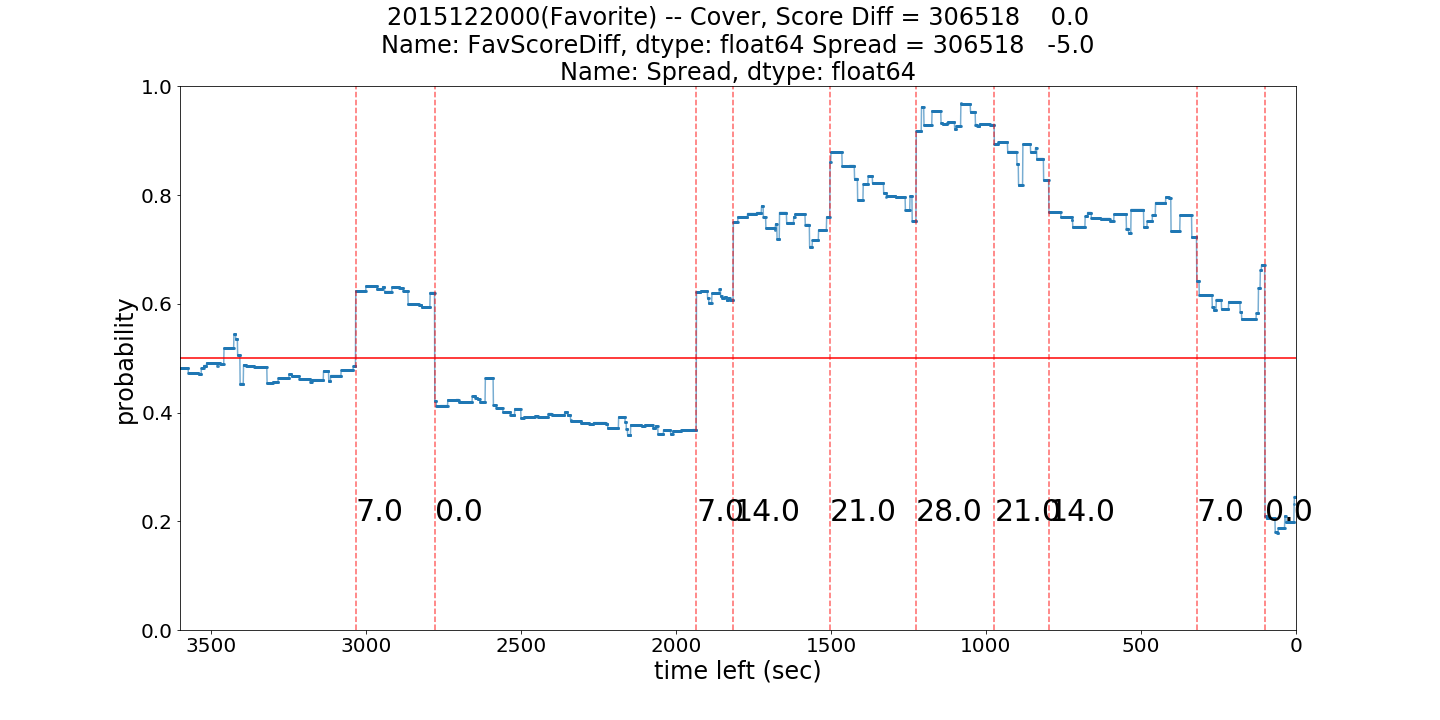 2015122000(Favorite) -- Cover, Score Diff = 306518    0.0
Name: FavScoreDiff, dtype: float64 Spread = 306518   -5.0
Name: Spread, dtype: float64
1.0
0.8
0.6
0.4
0.2
0.0
probability
7.0 0.0 7.0 14.0 21.0 28.0 21.0 14.0 7.0 0.0
3500 3000 2500 2000 1500 1000 500 0
time left (sec)